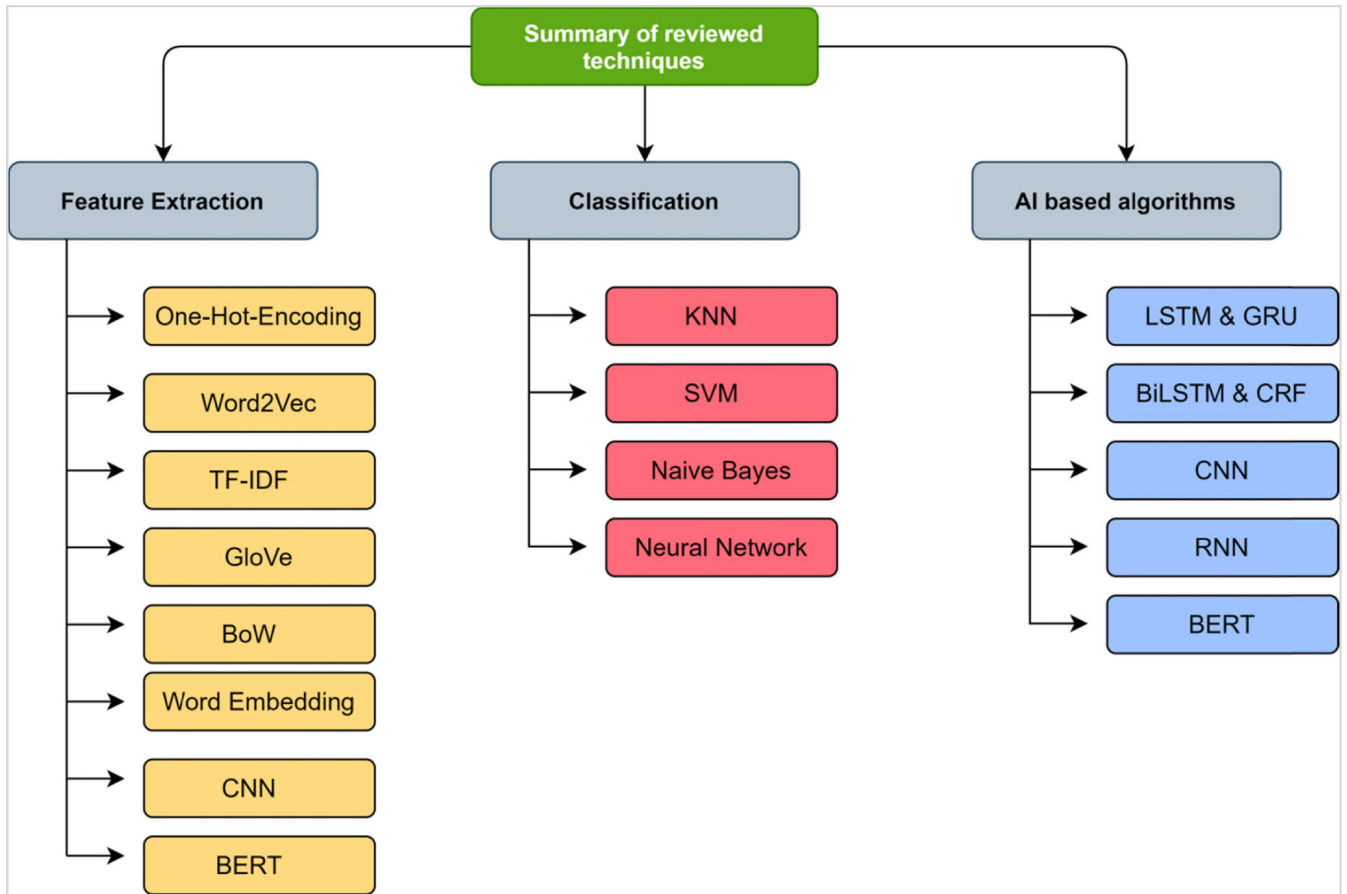 Summary of reviewed
techniques
Feature Extraction
One-Hot-Encoding
Word2Vec
TF-IDF
GloVe
BoW
Word Embedding
CNN
BERT
Classification
KNN
SVM
Naive Bayes
Neural Network
AI based algorithms
LSTM & GRU
BiLSTM & CRF
CNN
RNN
BERT